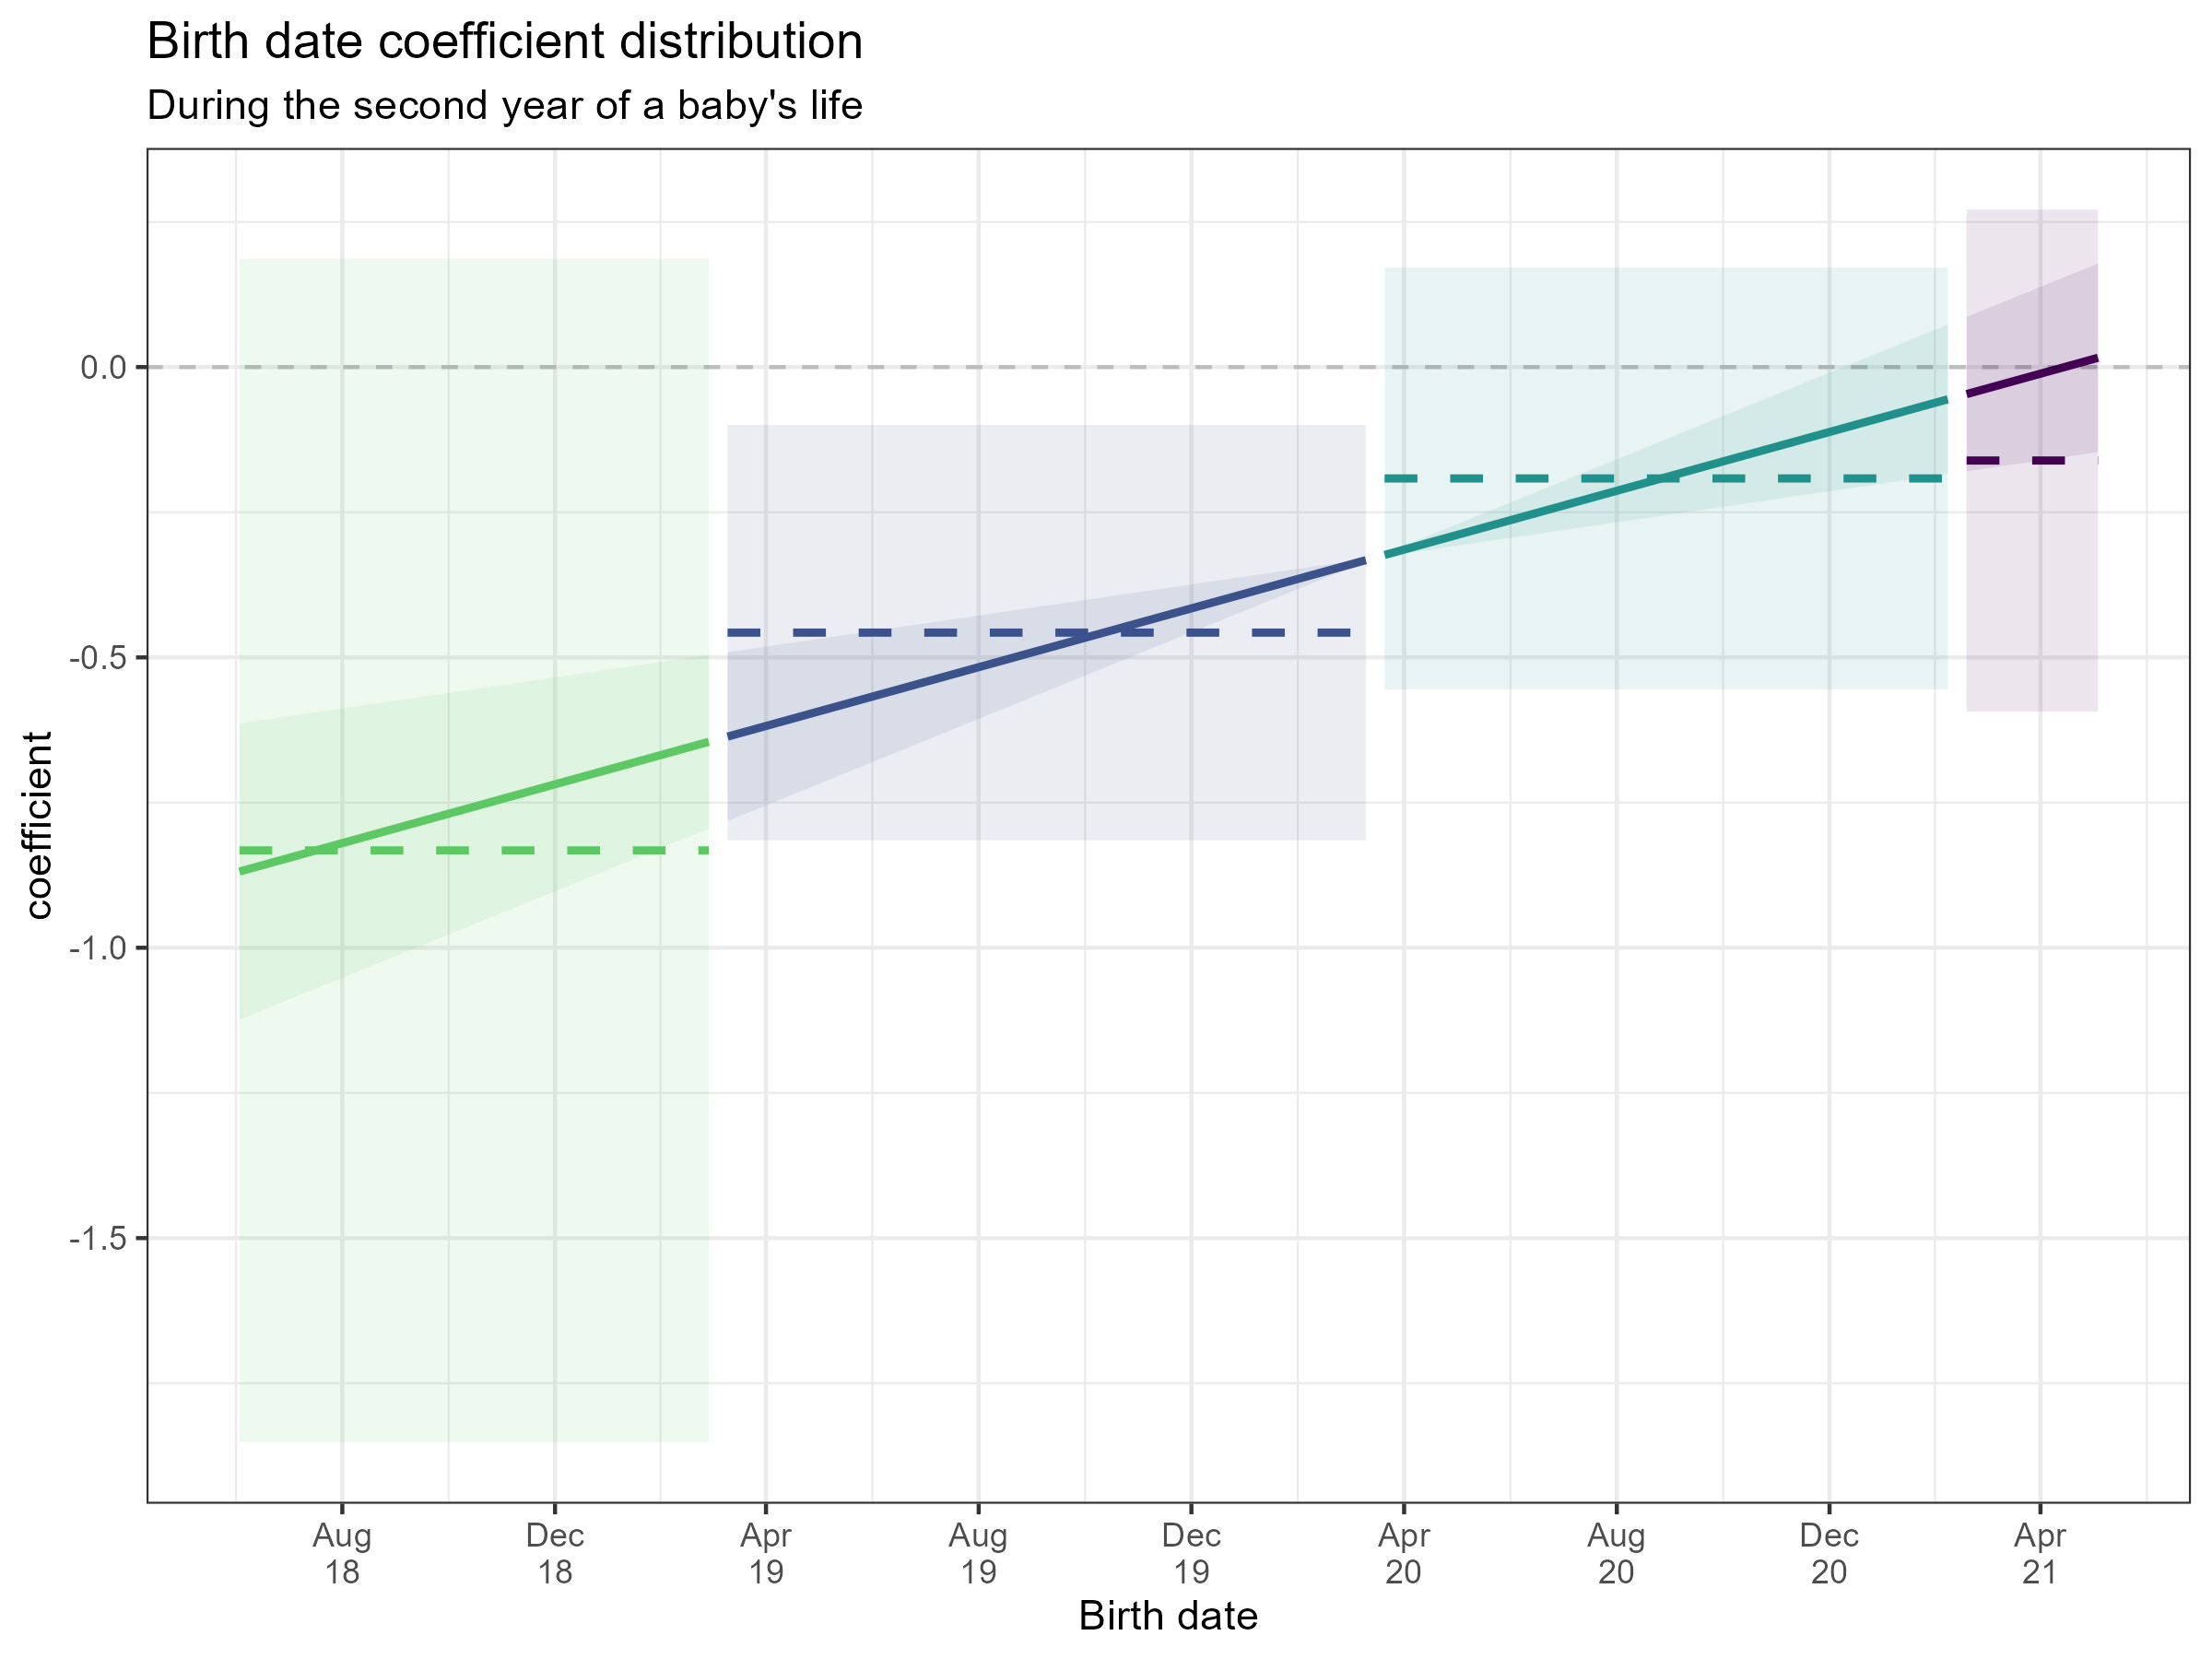 Birth date coefficient distribution
During the second year of a baby's life
coefficient
0.0
-0.5
-1.0
-1.5
Aug Dec Apr Aug Dec Apr Aug Dec Apr
18 18 19 19 19 20 20 20 21
Birth date